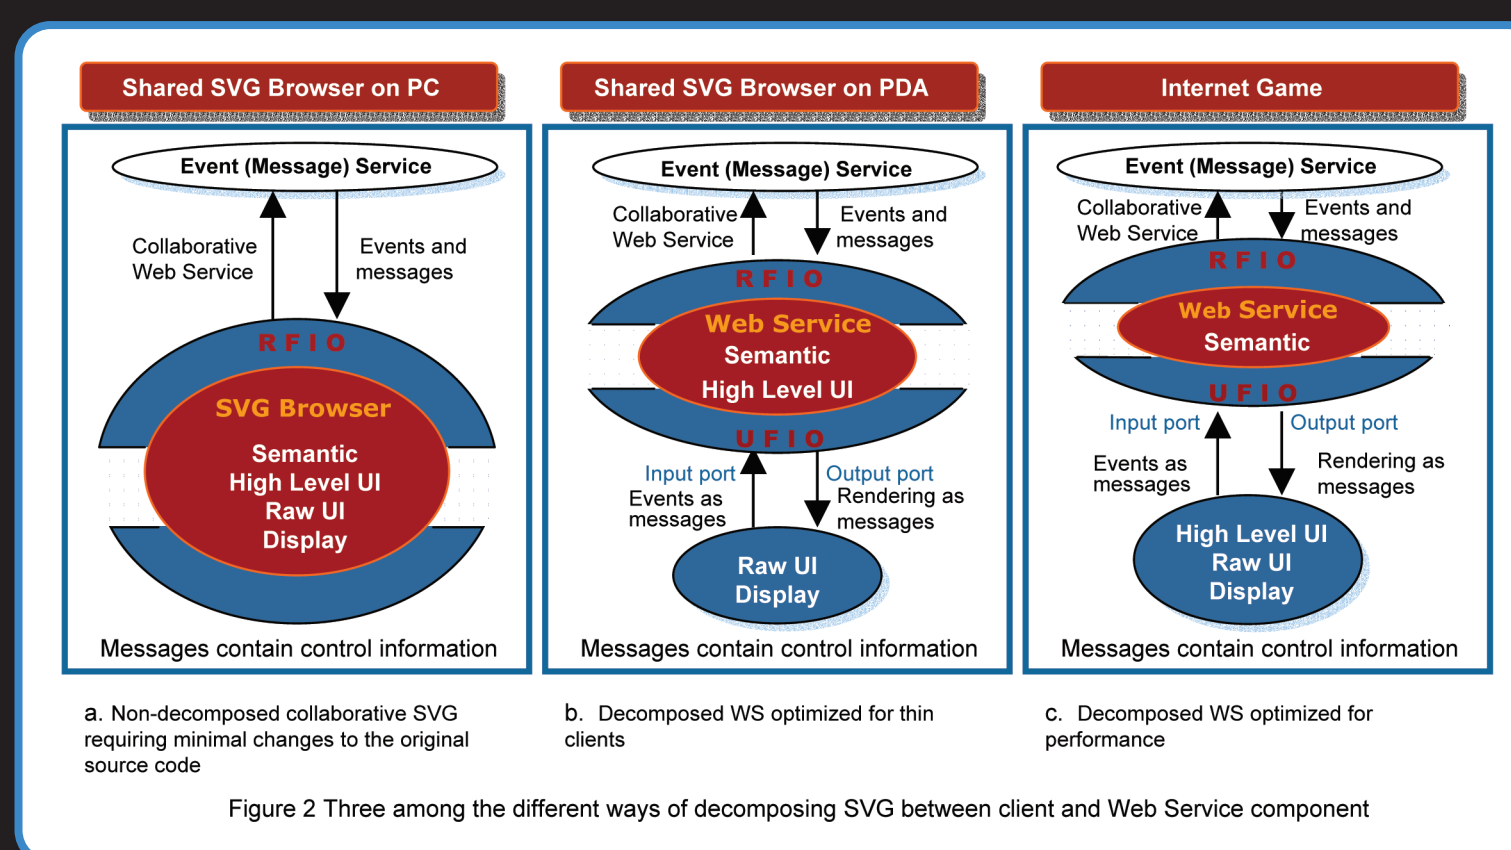 Shared SVG Browser on PC
Event (Message) Service
Collaborative
Web Service
Events and
messages
R F I O
SVG Browser
Semantic
High Level UI
Raw UI
Display
Messages contain control information
a. Non-decomposed collaborative SVG
requiring minimal changes to the original
source code
Shared SVG Browser on PDA
Event (Message) Service
Collaborative
Web Service
Events and
messages
R F I O
Web Service
Semantic
High Level UI
U F I O
Input port
Events as
messages
Output port
Rendering as
messages
Raw UI
Display
Messages contain control information
b. Decomposed WS optimized for thin
clients
Internet Game
Event (Message) Service
Collaborative
Web Service
Events and
messages
R F I O
Web Service
Semantic
U F I O
Input port
Events as
messages
Output port
Rendering as
messages
High Level UI
Raw UI
Display
Messages contain control information
c. Decomposed WS optimized for
performance
Figure 2 Three among the different ways of decomposing SVG between client and Web Service component